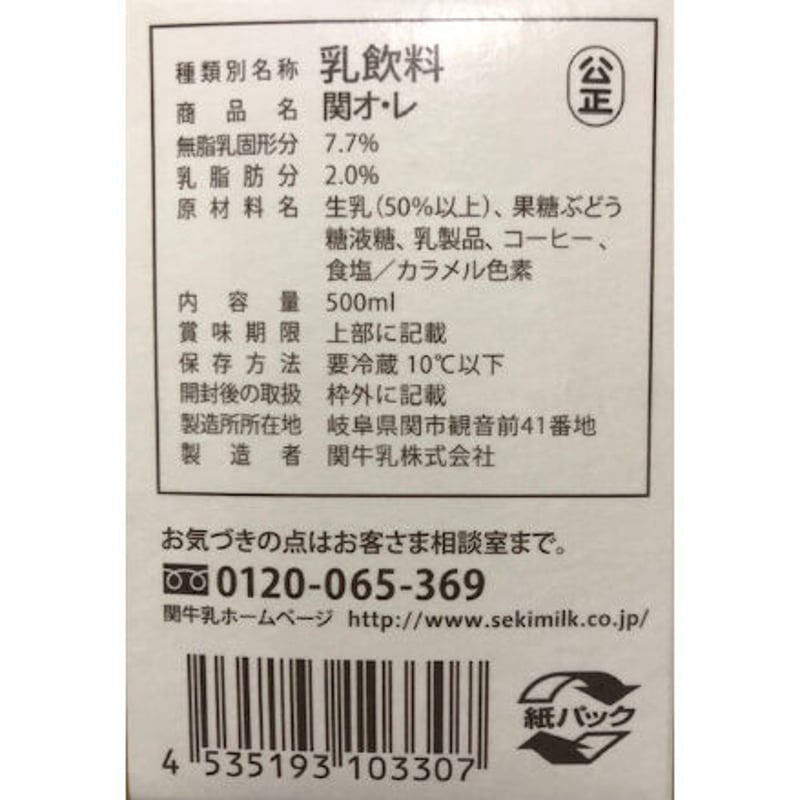 種類別名称 乳飲料
公正
商品名 関オ・レ
無脂乳固形分 7.7%
乳脂肪分 2.0%
原材料名 生乳(50%以上)、果糖ぶどう
糖液糖、乳製品、コーヒー、
食塩/カラメル色素
内容量 500ml
賞味期限 上部に記載
保存方法 要冷蔵 10℃以下
開封後の取扱 枠外に記載
製造所所在地 岐阜県関市観音前41番地
製造者 関牛乳株式会社
お気づきの点はお客さま相談室まで。
0120-065-369
関牛乳ホームページ http://www.sekimilk.co.jp/
紙パック
4 535193 103307